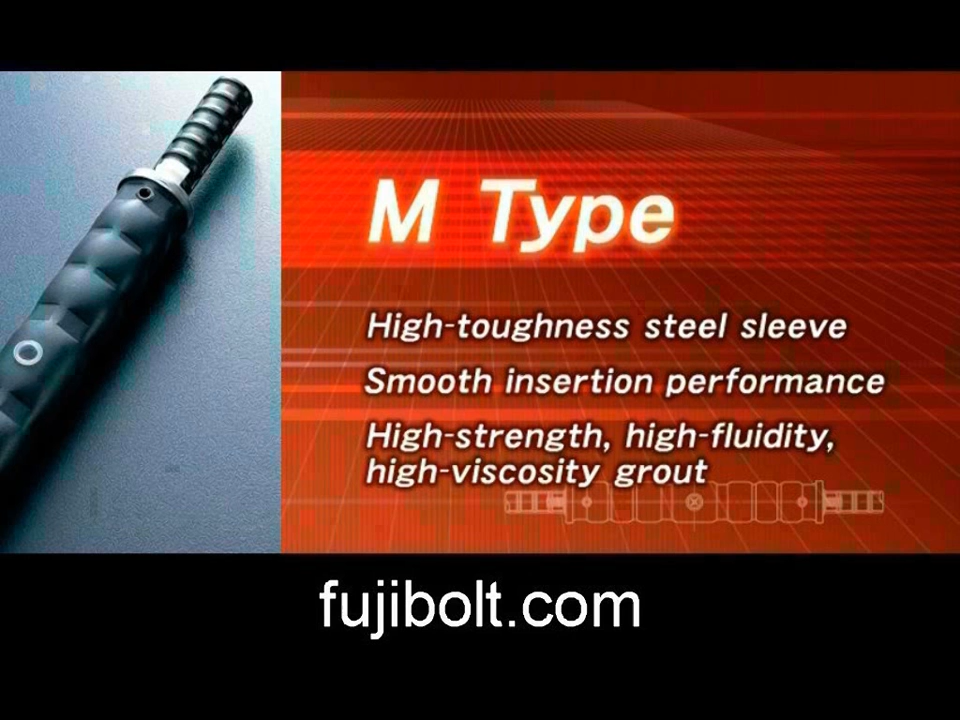 M Type
High-toughness steel sleeve
Smooth insertion performance
High-strength, high-fluidity,
high-viscosity grout
fujibolt.com